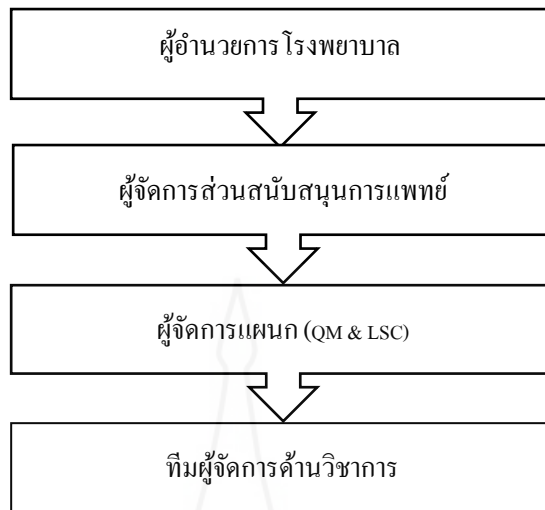 ผู้อำนวยการโรงพยาบาล
ผู้จัดการส่วนสนับสนุนการแพทย์
ผู้จัดการแผนก (QM & LSC)
ทีมผู้จัดการด้านวิชาการ